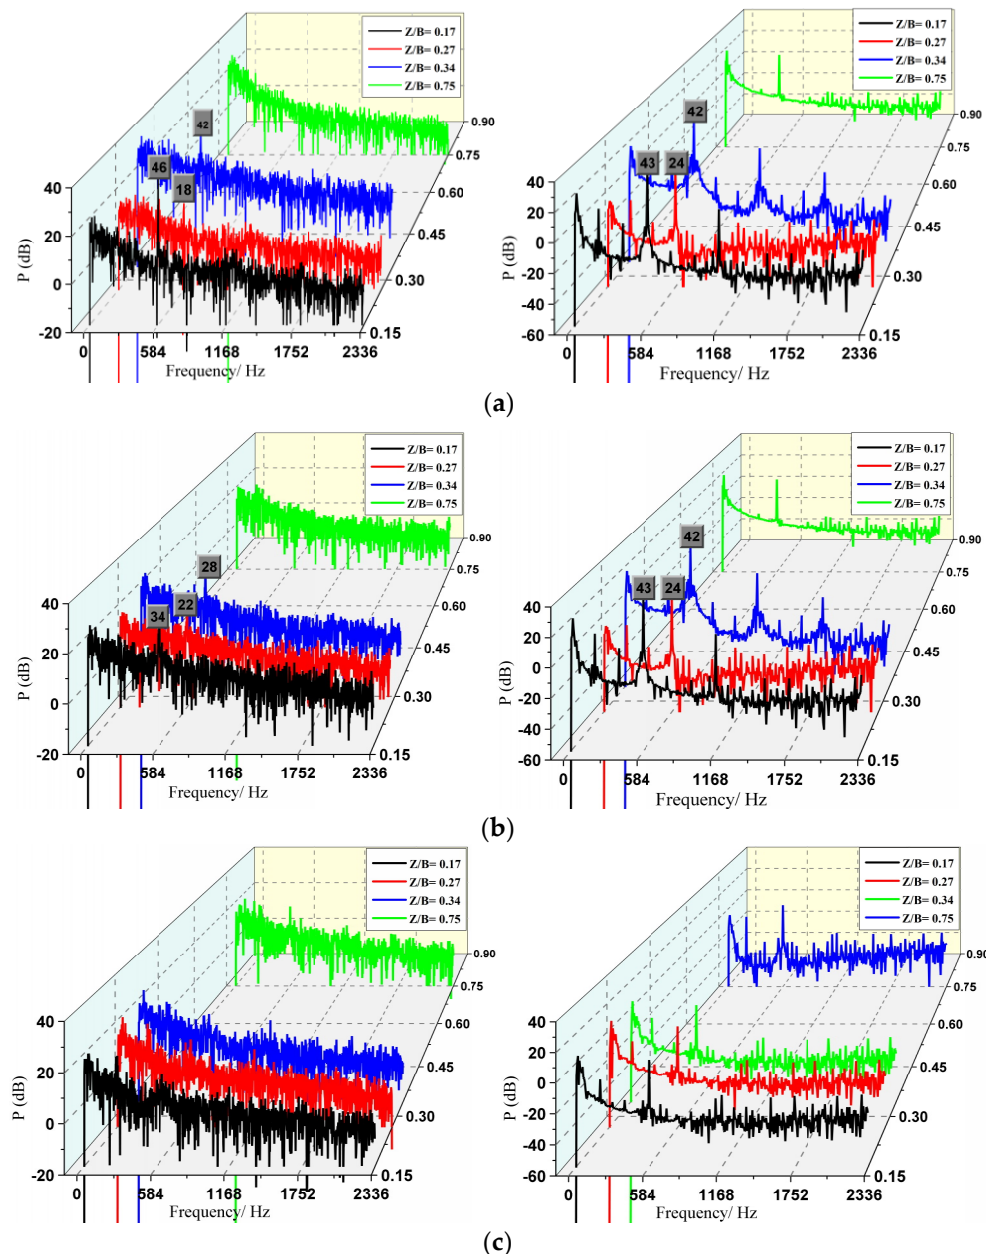 Z/B= 0.17
Z/B= 0.27
Z/B= 0.34
Z/B= 0.75
42
46
18
40
20
0
-20
P (dB)
0 584 1168 1752 2336
Frequency/ Hz
0.15
0.30
0.45
0.60
0.75
0.90
Z/B= 0.17
Z/B= 0.27
Z/B= 0.34
Z/B= 0.75
42
43
24
40
20
0
-20
-40
-60
P (dB)
0 584 1168 1752 2336
Frequency/ Hz
0.15
0.30
0.45
0.60
0.75
0.90
(a)
Z/B= 0.17
Z/B= 0.27
Z/B= 0.34
Z/B= 0.75
28
22
34
40
20
0
-20
P (dB)
0 584 1168 1752 2336
Frequency/ Hz
0.15
0.30
0.45
0.60
0.75
0.90
Z/B= 0.17
Z/B= 0.27
Z/B= 0.34
Z/B= 0.75
42
43
24
40
20
0
-20
-40
-60
P (dB)
0 584 1168 1752 2336
Frequency/ Hz
0.15
0.30
0.45
0.60
0.75
0.90
(b)
Z/B= 0.17
Z/B= 0.27
Z/B= 0.34
Z/B= 0.75
40
20
0
-20
P (dB)
0 584 1168 1752 2336
Frequency/ Hz
0.15
0.30
0.45
0.60
0.75
0.90
Z/B= 0.17
Z/B= 0.27
Z/B= 0.34
Z/B= 0.75
40
20
0
-20
-40
-60
P (dB)
0 584 1168 1752 2336
Frequency/ Hz
0.15
0.30
0.45
0.60
0.75
0.90
(c)